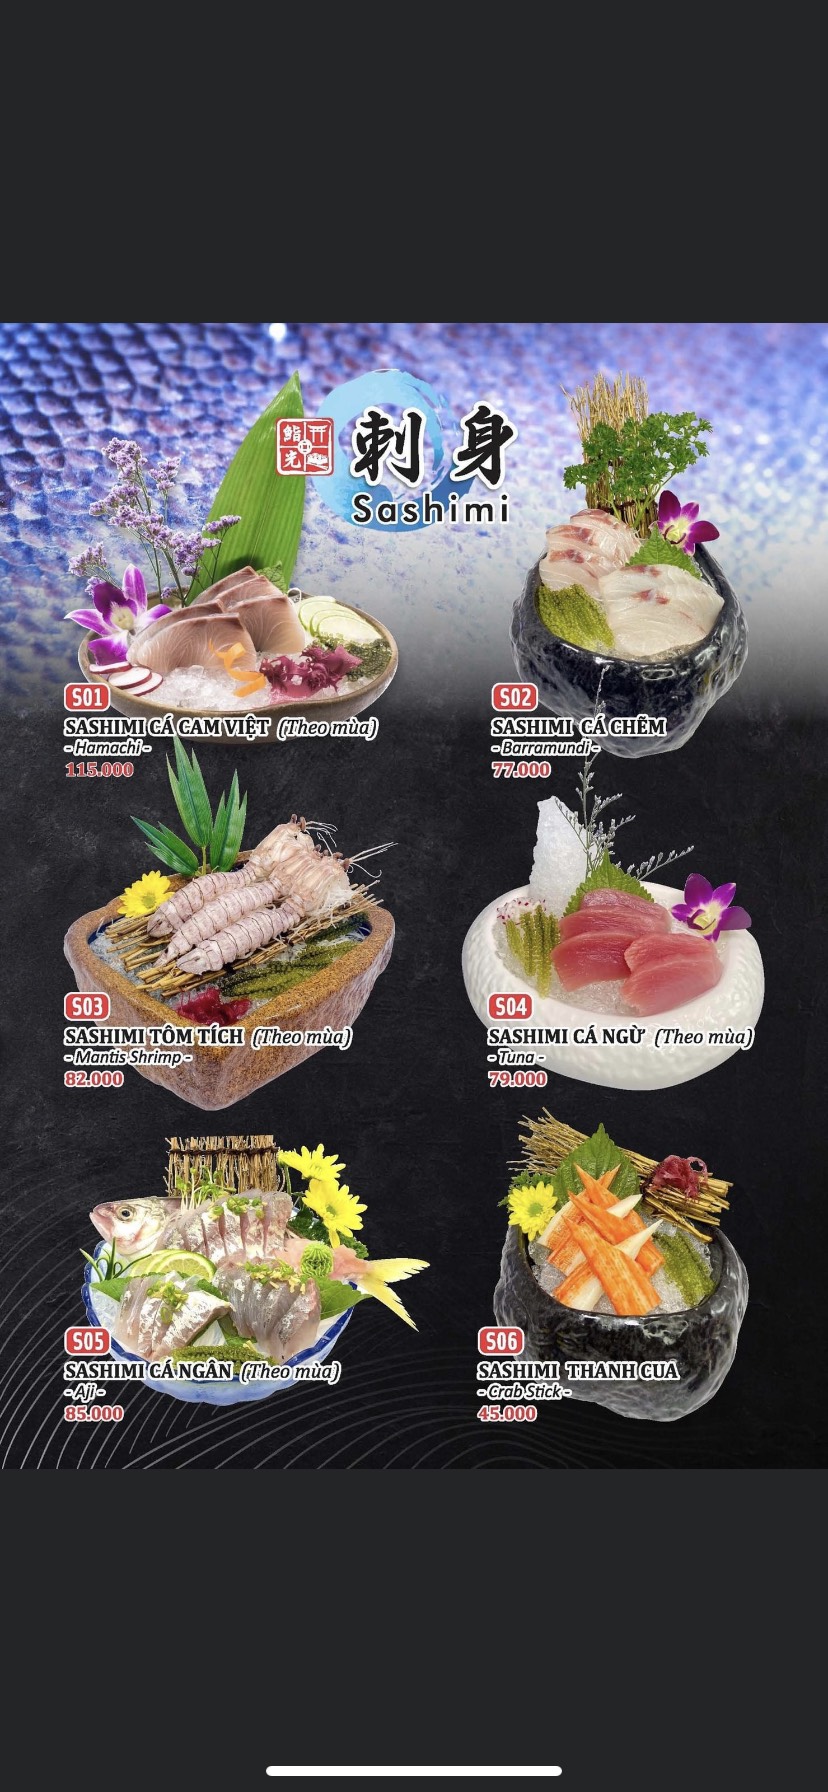 鮨
光
刺身
Sashimi
S01
SASHIMI CÁ CAM VIỆT (Theo mùa)
- Hamachi -
115.000
S02
SASHIMI CÁ CHẼM
- Barramundi -
77.000
S03
SASHIMI TÔM TÍCH (Theo mùa)
- Mantis Shrimp -
82.000
S04
SASHIMI CÁ NGỪ (Theo mùa)
- Tuna -
79.000
S05
SASHIMI CÁ NGÂN (Theo mùa)
- Aji -
85.000
S06
SASHIMI THANH CUA
- Crab Stick -
45.000